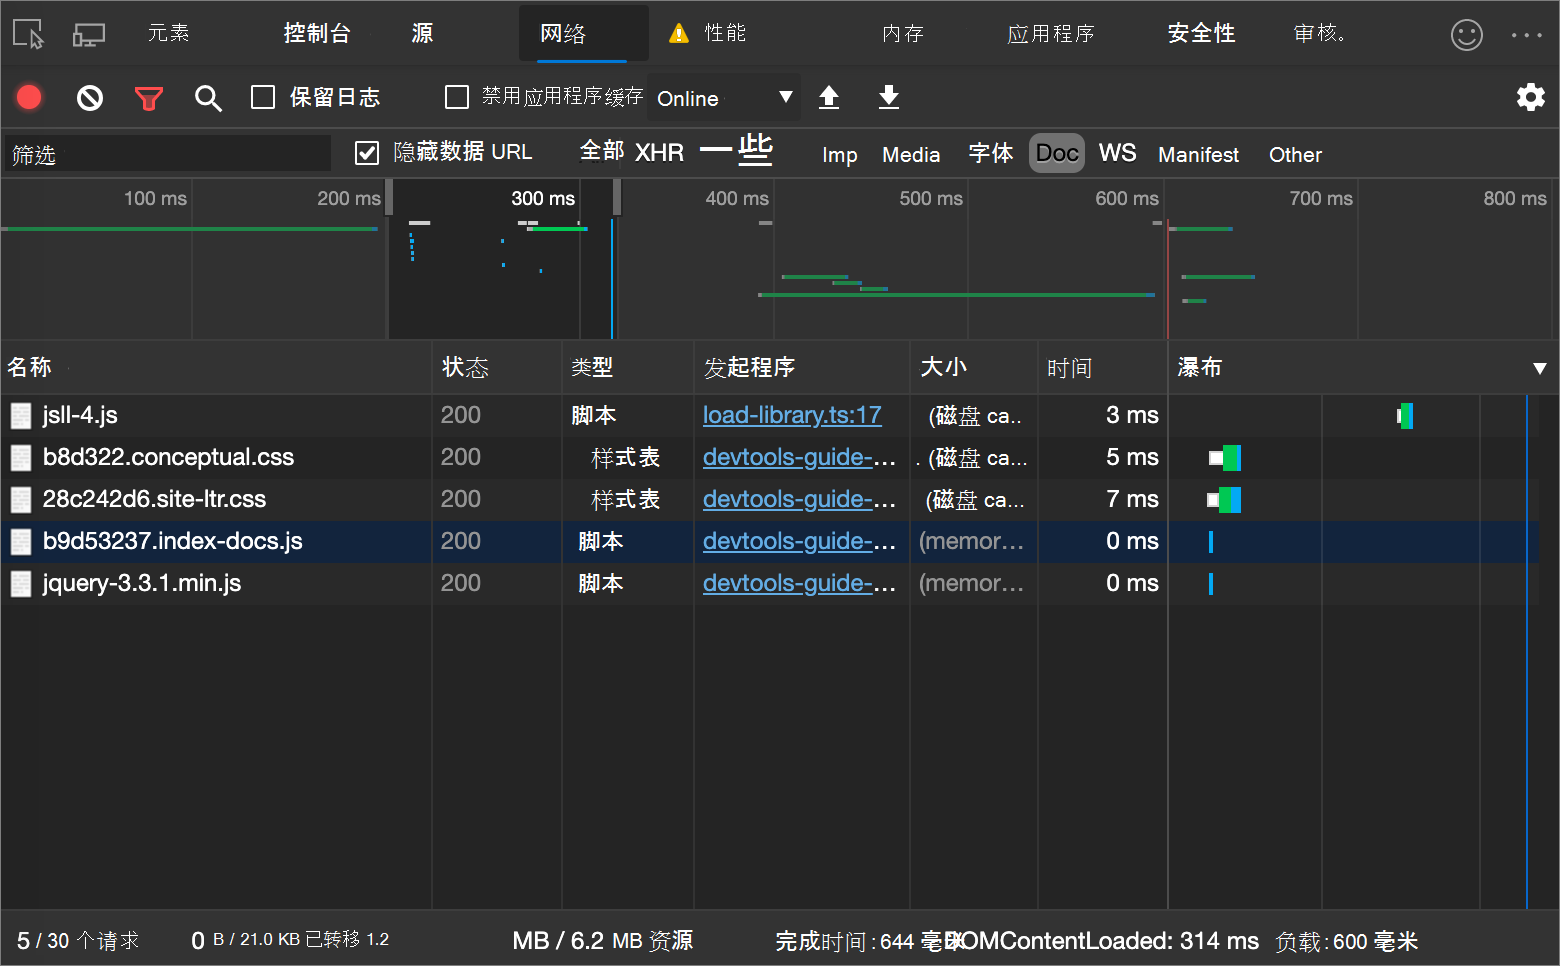 元素 控制台 源 网络 性能 内存 应用程序 安全性 审核。
保留日志 禁用应用程序缓存 Online
筛选 隐藏数据 URL 全部 XHR 一些 Imp Media 字体 Doc WS Manifest Other
100 ms 200 ms 300 ms 400 ms 500 ms 600 ms 700 ms 800 ms
名称 状态 类型 发起程序 大小 时间 瀑布
jsll-4.js 200 脚本 load-library.ts:17 (磁盘 ca.. 3 ms
b8d322.conceptual.css 200 样式表 devtools-guide-... . (磁盘 ca... 5 ms
28c242d6.site-ltr.css 200 样式表 devtools-guide-... (磁盘 ca... 7 ms
b9d53237.index-docs.js 200 脚本 devtools-guide-... (memor... 0 ms
jquery-3.3.1.min.js 200 脚本 devtools-guide-... (memor... 0 ms
5 / 30 个请求 0 B / 21.0 KB 已转移 1.2 MB / 6.2 MB 资源 完成时间:644 毫米 DOMContentLoaded: 314 ms 负载:600 毫米